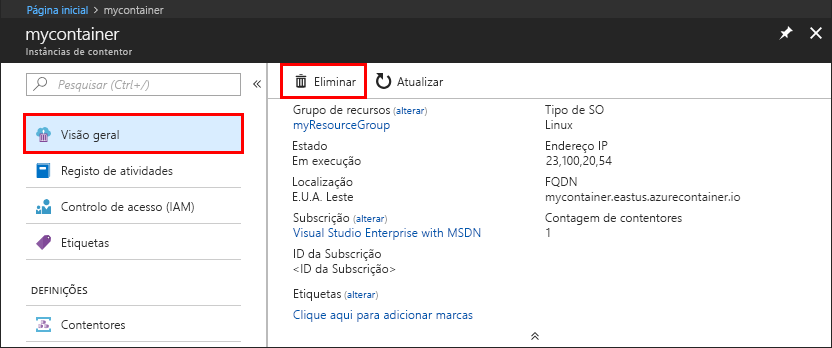 Página inicial > mycontainer
mycontainer
Instâncias de contentor
Pesquisar (Ctrl+/)
«
Visão geral
Registo de atividades
Controlo de acesso (IAM)
Etiquetas
DEFINIÇÕES
Contentores
Eliminar
Atualizar
Grupo de recursos (alterar)
myResourceGroup
Estado
Em execução
Localização
E.U.A. Leste
Subscrição (alterar)
Visual Studio Enterprise with MSDN
ID da Subscrição
<ID da Subscrição>
Etiquetas (alterar)
Clique aqui para adicionar marcas
Tipo de SO
Linux
Endereço IP
23,100,20,54
FQDN
mycontainer.eastus.azurecontainer.io
Contagem de contentores
1